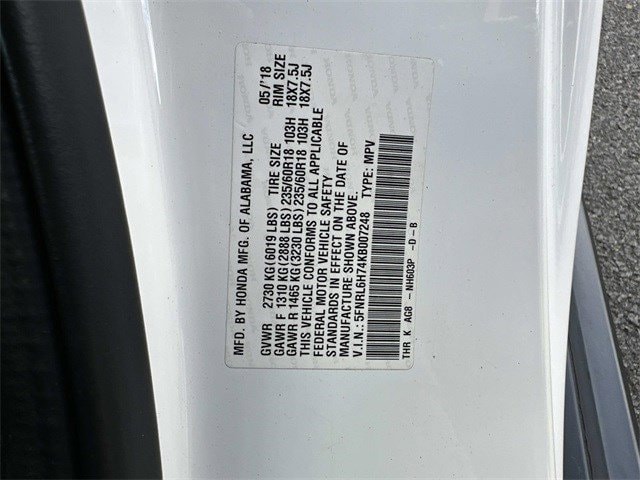 MFD. BY HONDA MFG. OF ALABAMA, LLC 05/'18
GVWR 2730 KG(6019 LBS) TIRE SIZE RIM SIZE
GAWR F 1310 KG(2888 LBS)235/60R18 103H 18X7.5J
GAWR R 1465 KG(3230 LBS)235/60R18 103H 18X7.5J
THIS VEHICLE CONFORMS TO ALL APPLICABLE
FEDERAL MOTOR VEHICLE SAFETY
STANDARDS IN EFFECT ON THE DATE OF
MANUFACTURE SHOWN ABOVE.
V.I.N.: 5FNRL6H74KB007248 TYPE: MPV
THR K AG8 - NH603P -D-B